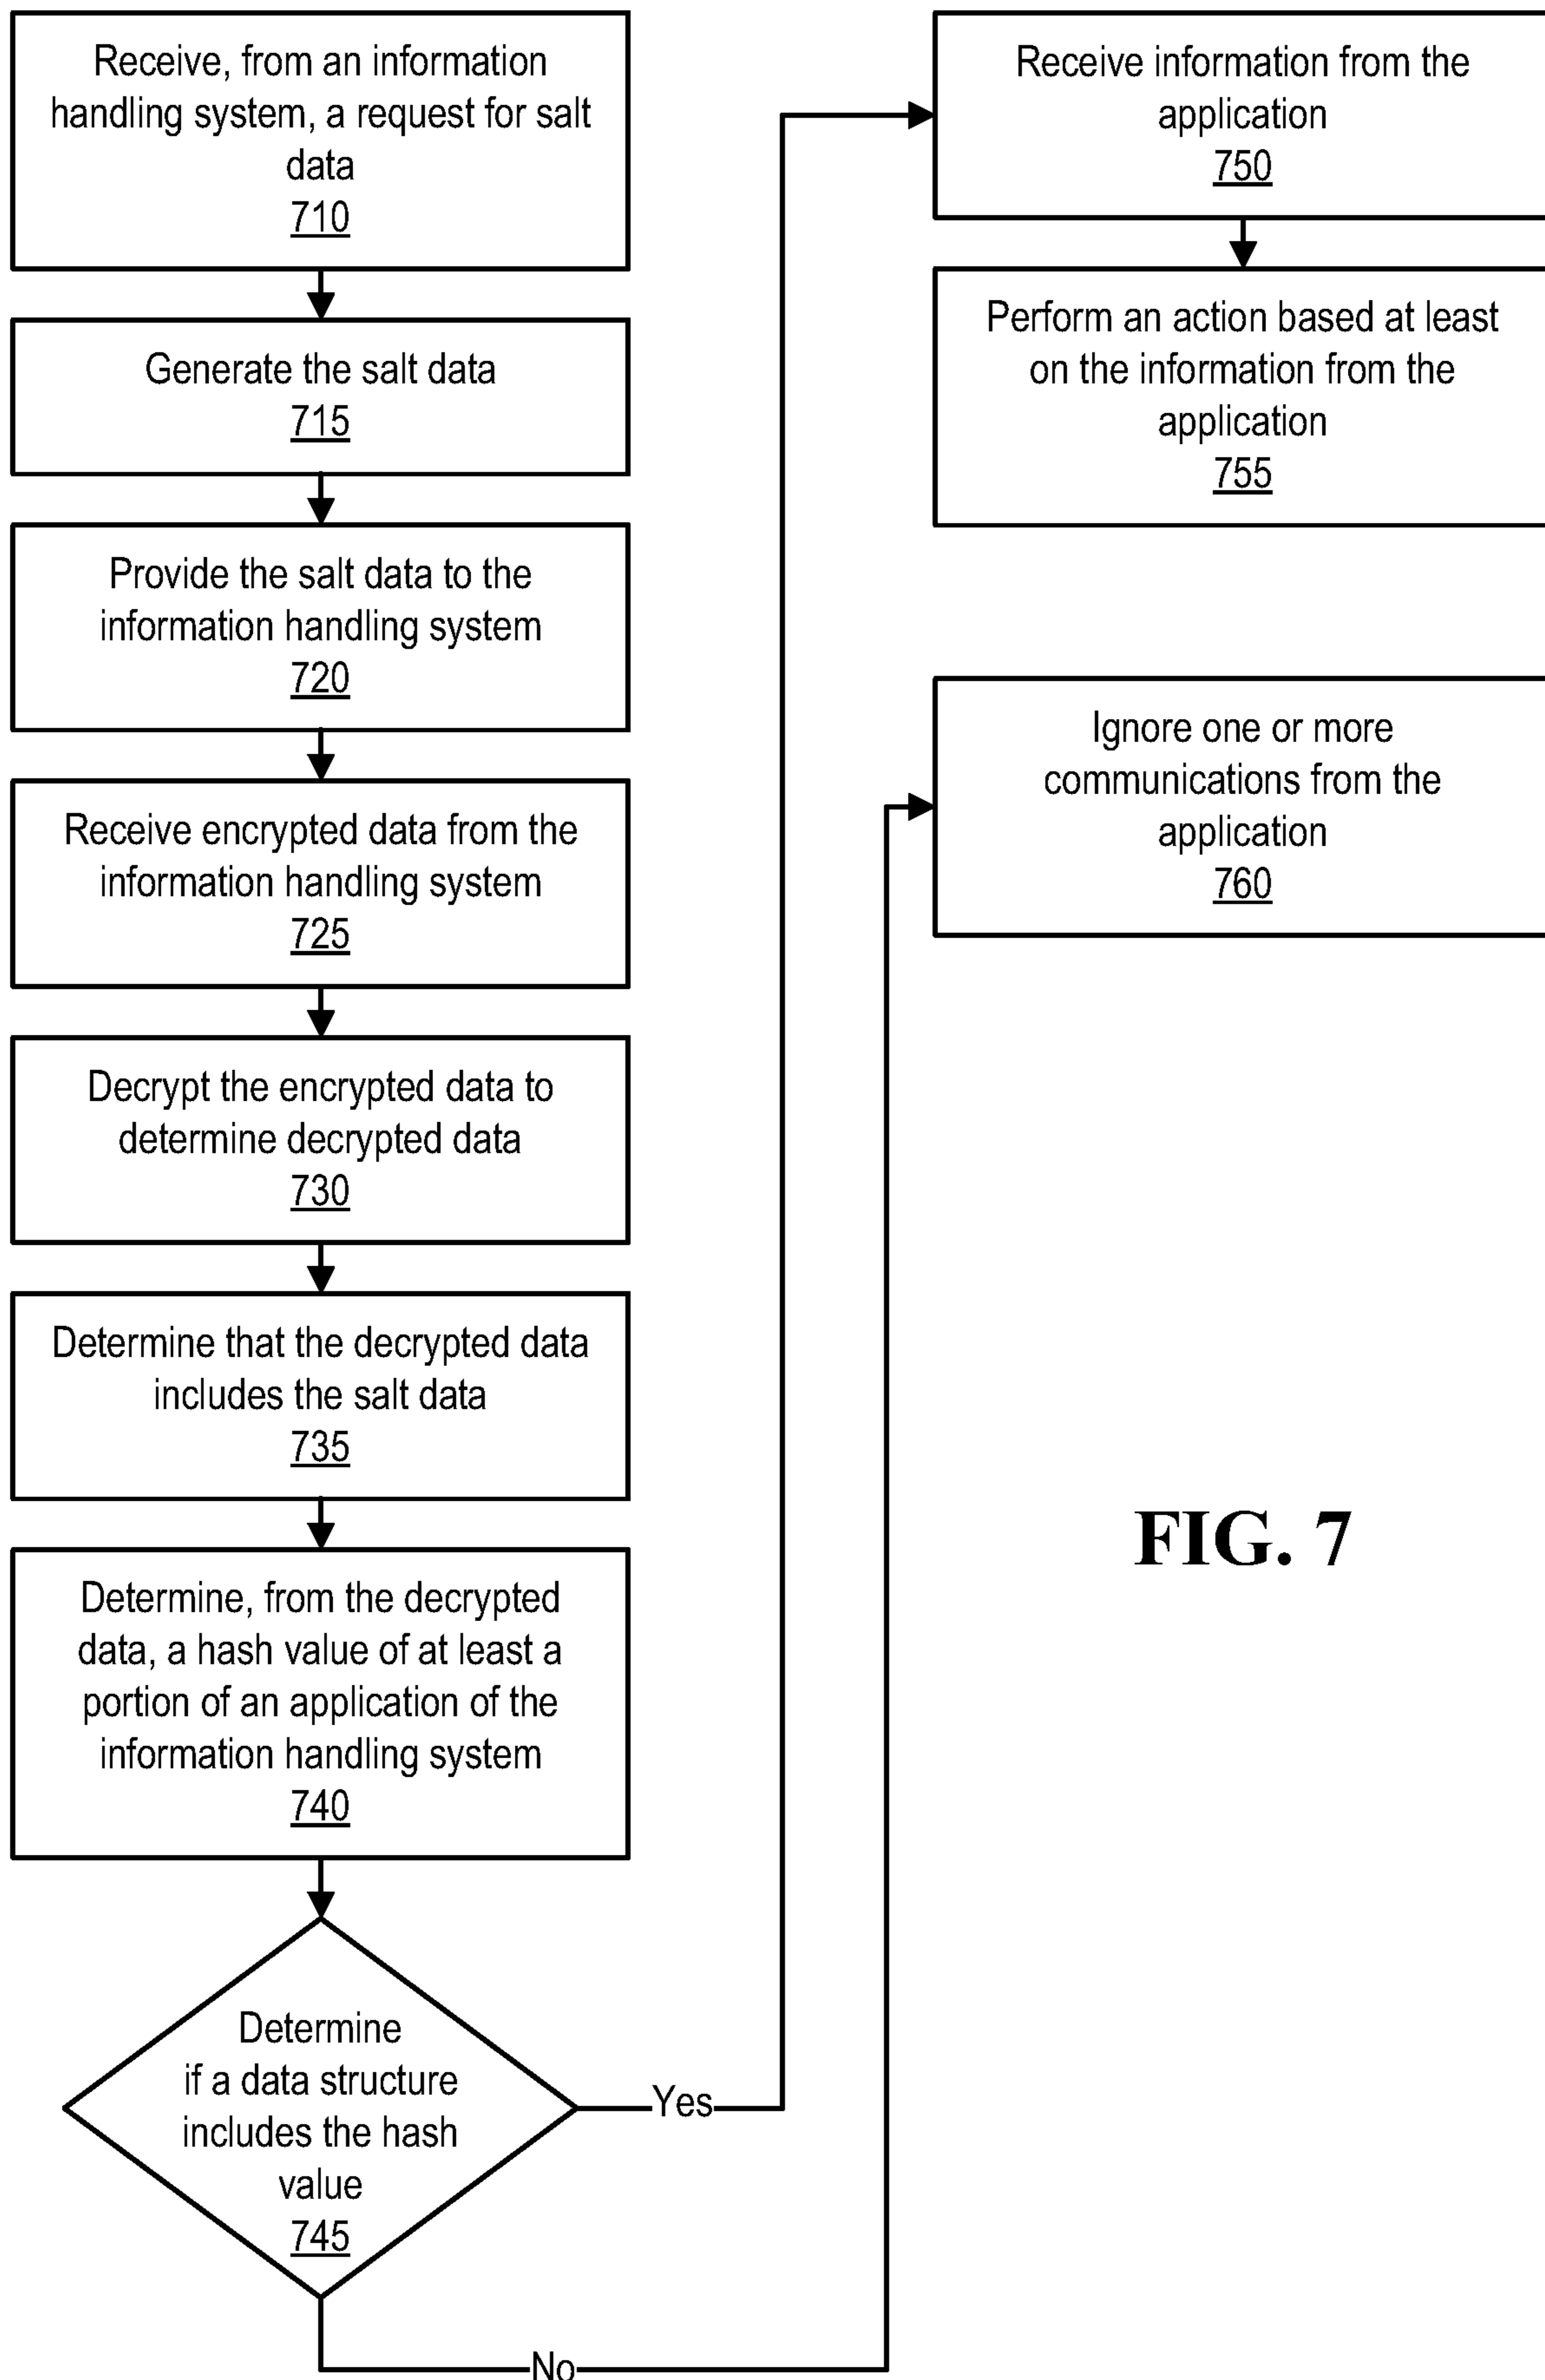 Receive, from an information
handling system, a request for salt
data
710
Generate the salt data
715
Provide the salt data to the
information handling system
720
Receive encrypted data from the
information handling system
725
Decrypt the encrypted data to
determine decrypted data
730
Determine that the decrypted data
includes the salt data
735
Determine, from the decrypted
data, a hash value of at least a
portion of an application of the
information handling system
740
Determine
if a data structure
includes the hash
value
745
Yes
No
Receive information from the
application
750
Perform an action based at least
on the information from the
application
755
Ignore one or more
communications from the
application
760
FIG. 7